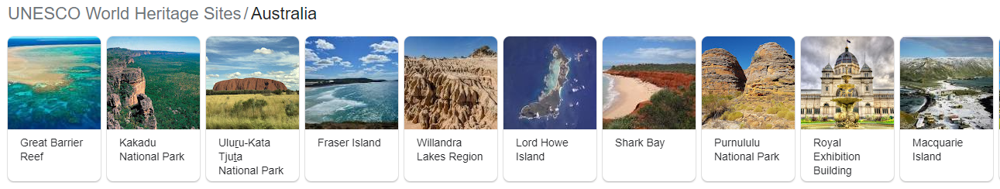 UNESCO World Heritage Sites / Australia
Great Barrier
Reef
Kakadu
National Park
Uluṟu-Kata
Tjuṯa
National Park
Fraser Island
Willandra
Lakes Region
Lord Howe
Island
Shark Bay
Purnululu
National Park
Royal
Exhibition
Building
Macquarie
Island